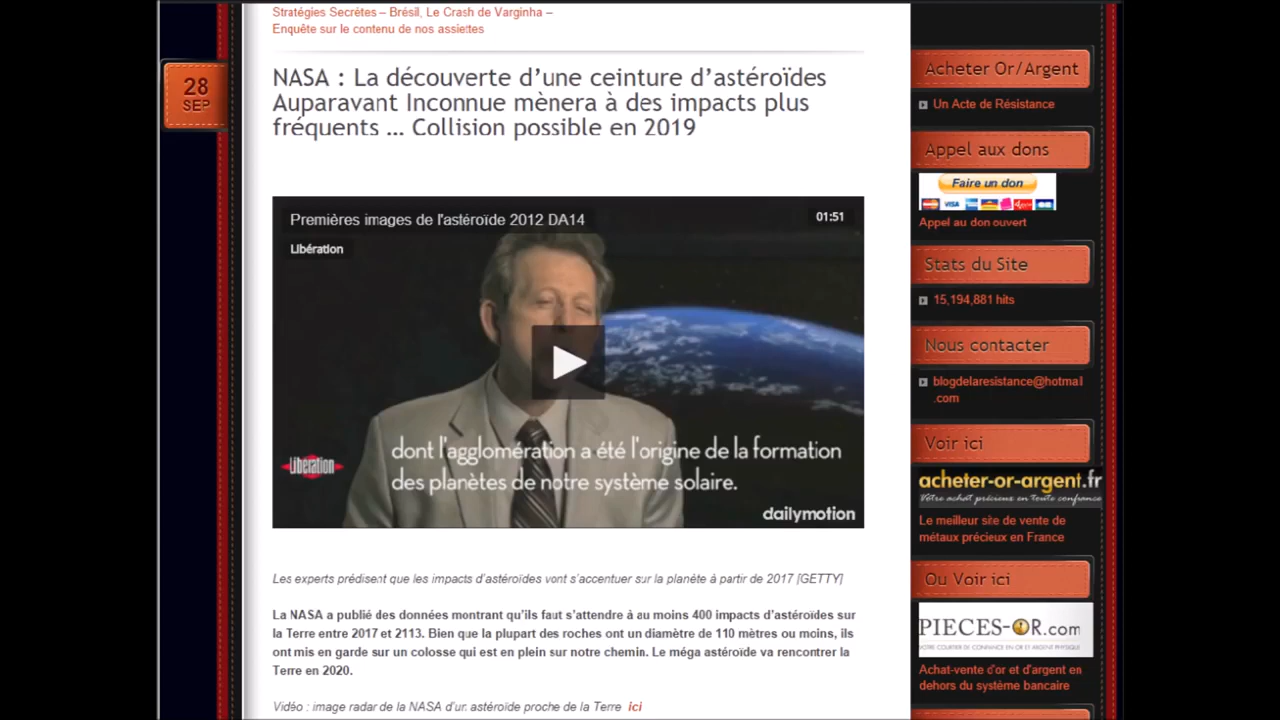 Stratégies Secrètes – Brésil, Le Crash de Varginha –
Enquête sur le contenu de nos assiettes
28
SEP
NASA : La découverte d’une ceinture d’astéroïdes
Auparavant Inconnue mènera à des impacts plus
fréquents … Collision possible en 2019
Premières images de l'astéroïde 2012 DA14
01:51
Libération
dont l'agglomération a été l'origine de la formation
des planètes de notre système solaire.
Libération
dailymotion
Les experts prédisent que les impacts d’astéroïdes vont s’accentuer sur la planète à partir de 2017 [GETTY]
La NASA a publié des données montrant qu’ils faut s’attendre à au moins 400 impacts d’astéroïdes sur
la Terre entre 2017 et 2113. Bien que la plupart des roches ont un diamètre de 110 mètres ou moins, ils
ont mis en garde sur un colosse qui est en plein sur notre chemin. Le méga astéroïde va rencontrer la
Terre en 2020.
Vidéo : image radar de la NASA d’un astéroïde proche de la Terre ici
Acheter Or/Argent
Un Acte de Résistance
Appel aux dons
Faire un don
VISA
Appel au don ouvert
Stats du Site
15,194,881 hits
Nous contacter
blogdelaresistance@hotmail
.com
Voir ici
acheter-or-argent.fr
Votre achat précieux en toute confiance
Le meilleur site de vente de
métaux précieux en France
Ou Voir ici
PIECES-OR.com
VOTRE COURTIER DE CONFIANCE EN OR ET ARGENT PHYSIQUE
Achat-vente d'or et d'argent en
dehors du système bancaire